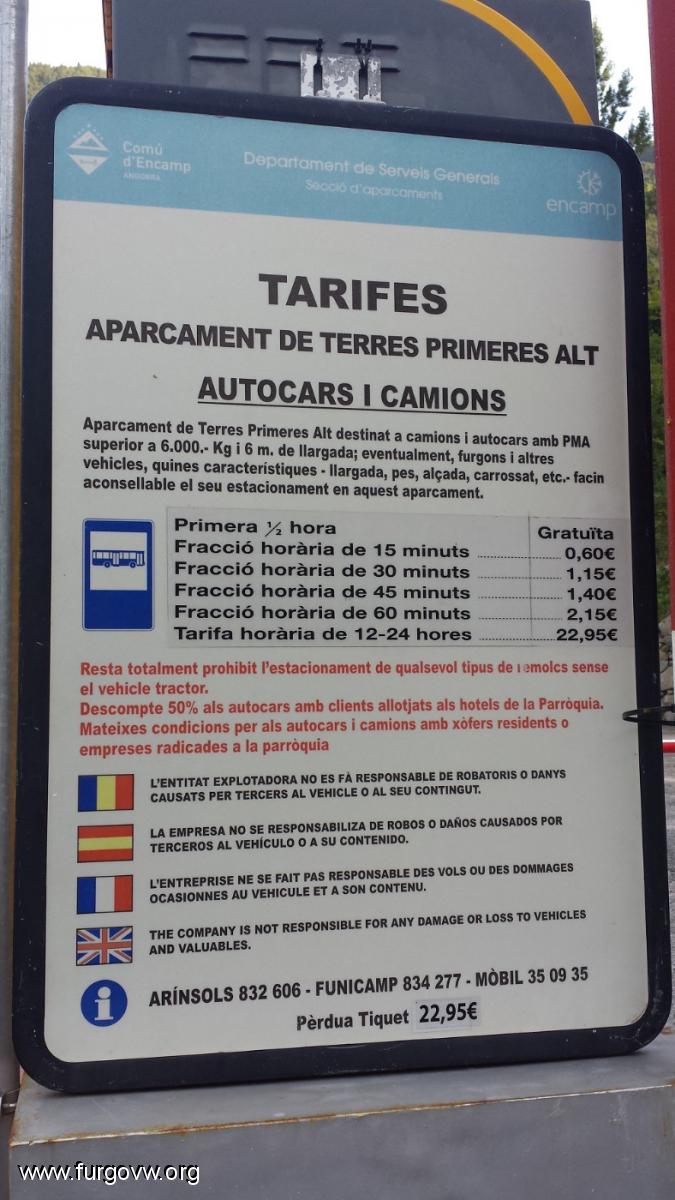 Comú
d'Encamp
ANDORRA
Departament de Serveis Generals
Secció d'aparcaments
encamp
TARIFES
APARCAMENT DE TERRES PRIMERES ALT
AUTOCARS I CAMIONS
Aparcament de Terres Primeres Alt destinat a camions i autocars amb PMA
superior a 6.000.- Kg i 6 m. de llargada; eventualment, furgons i altres
vehicles, quines característiques - llargada, pes, alçada, carrossat, etc.- facin
aconsellable el seu estacionament en aquest aparcament.
Primera ½ hora Gratuïta
Fracció horària de 15 minuts 0,60€
Fracció horària de 30 minuts 1,15€
Fracció horària de 45 minuts 1,40€
Fracció horària de 60 minuts 2,15€
Tarifa horària de 12-24 hores 22,95€
Resta totalment prohibit l'estacionament de qualsevol tipus de remolcs sense
el vehicle tractor.
Descompte 50% als autocars amb clients allotjats als hotels de la Parròquia.
Mateixes condicions per als autocars i camions amb xòfers residents o
empreses radicades a la parròquia
L'ENTITAT EXPLOTADORA NO ES FÀ RESPONSABLE DE ROBATORIS O DANYS
CAUSATS PER TERCERS AL VEHICLE O AL SEU CONTINGUT.
LA EMPRESA NO SE RESPONSABILIZA DE ROBOS O DAÑOS CAUSADOS POR
TERCEROS AL VEHÍCULO O A SU CONTENIDO.
L'ENTREPRISE NE SE FAIT PAS RESPONSABLE DES VOLS OU DES DOMMAGES
OCASIONNES AU VEHICULE ET A SON CONTENU.
THE COMPANY IS NOT RESPONSIBLE FOR ANY DAMAGE OR LOSS TO VEHICLES
AND VALUABLES.
ARÍNSOLS 832 606 - FUNICAMP 834 277 - MÒBIL 35 09 35
Pèrdua Tiquet 22,95€
www.furgovw.org